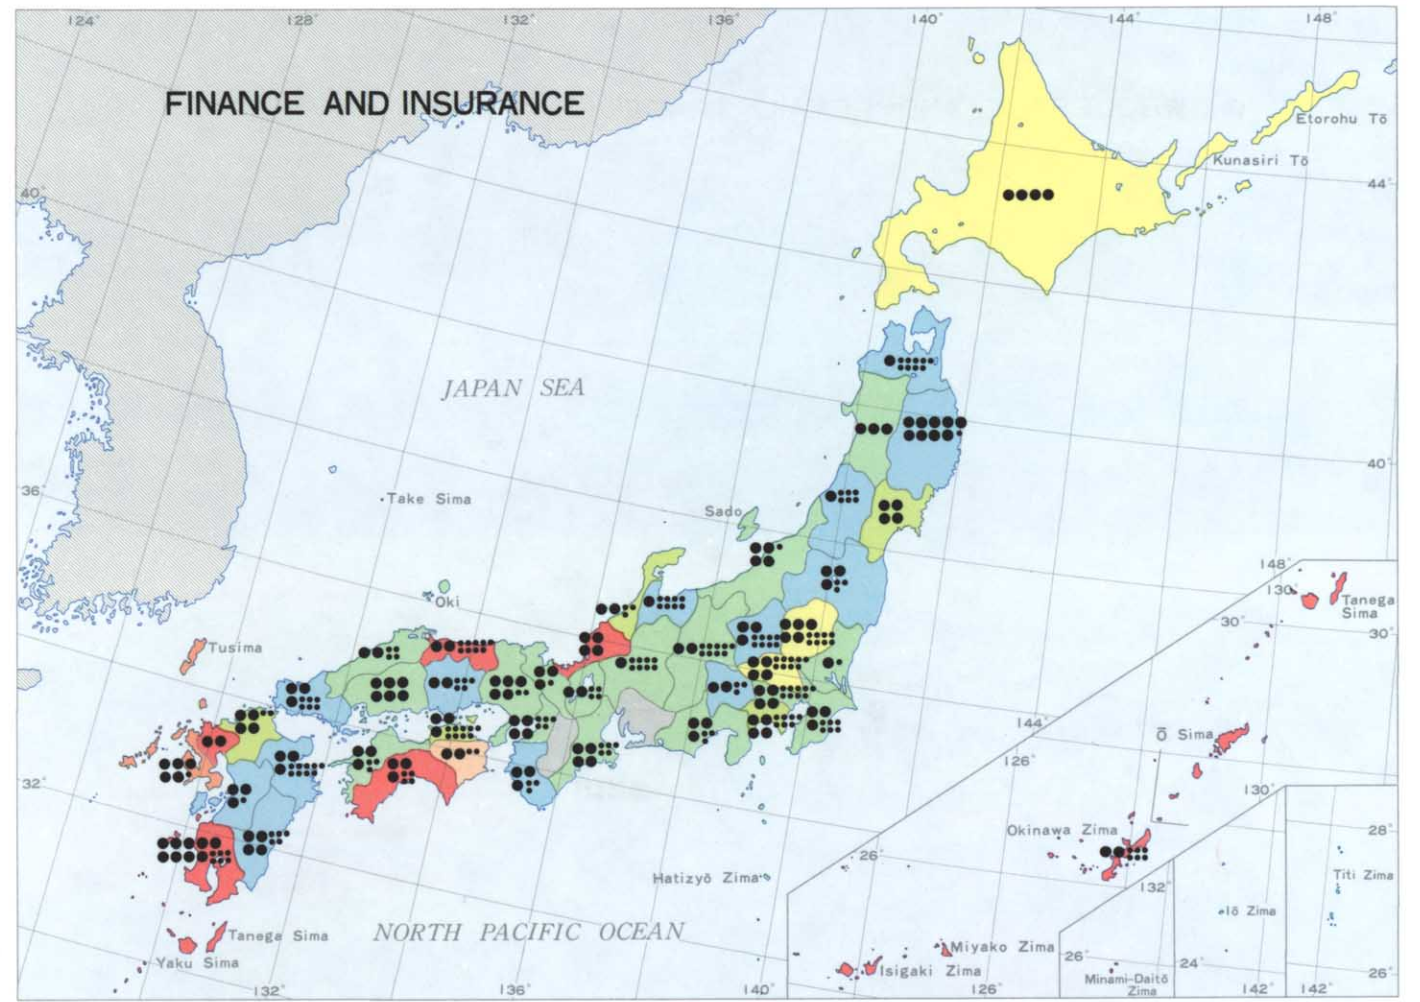 124° 128° 132° 136° 140° 144° 148°
FINANCE AND INSURANCE
Etorohu Tō
Kunasiri Tō
40°
44°
JAPAN SEA
36°
Take Sima
40°
Sado
Oki
148°
130°
Tanega
Sima
30°
30°
Tusima
144°
Ō Sima
126°
32°
130°
Okinawa Zima
28°
26°
Titi Zima
Hatizyō Zima
132°
Iō Zima
Tanega Sima
NORTH PACIFIC OCEAN
Miyako Zima
Yaku Sima
Isigaki Zima
26°
24°
26°
Minami-Daitō
Zima
132° 136° 140° 126° 142° 142°